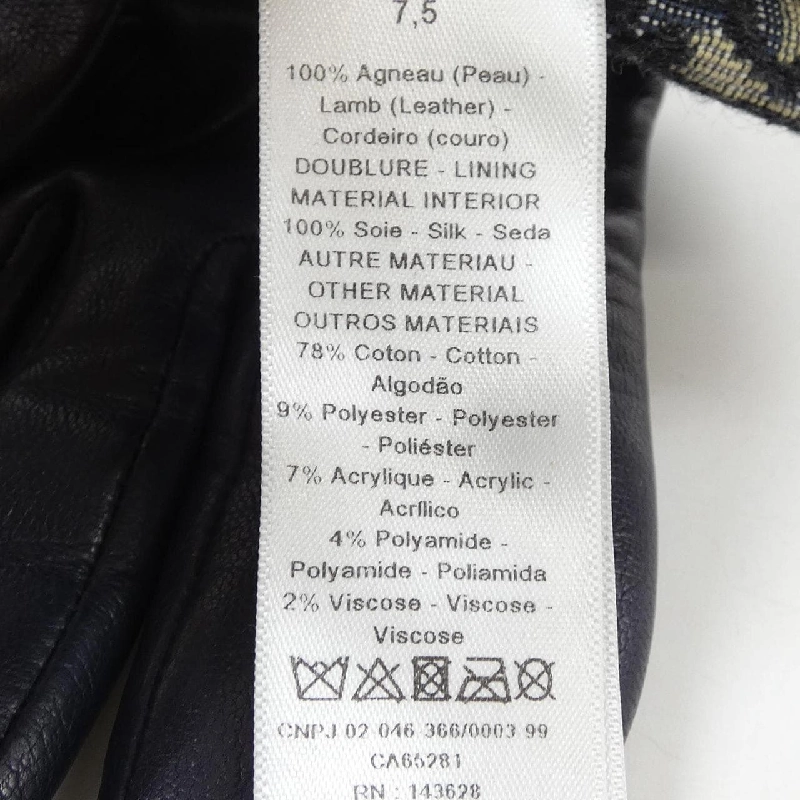 7,5
100% Agneau (Peau) -
Lamb (Leather) -
Cordeiro (couro)
DOUBLURE - LINING
MATERIAL INTERIOR
100% Soie - Silk - Seda
AUTRE MATERIAU -
OTHER MATERIAL
OUTROS MATERIAIS
78% Coton - Cotton -
Algodão
9% Polyester - Polyester
- Poliéster
7% Acrylique - Acrylic -
Acrílico
4% Polyamide -
Polyamide - Poliamida
2% Viscose - Viscose -
Viscose
CNPJ 02 046 366/0003 99
CA65281
RN : 143628